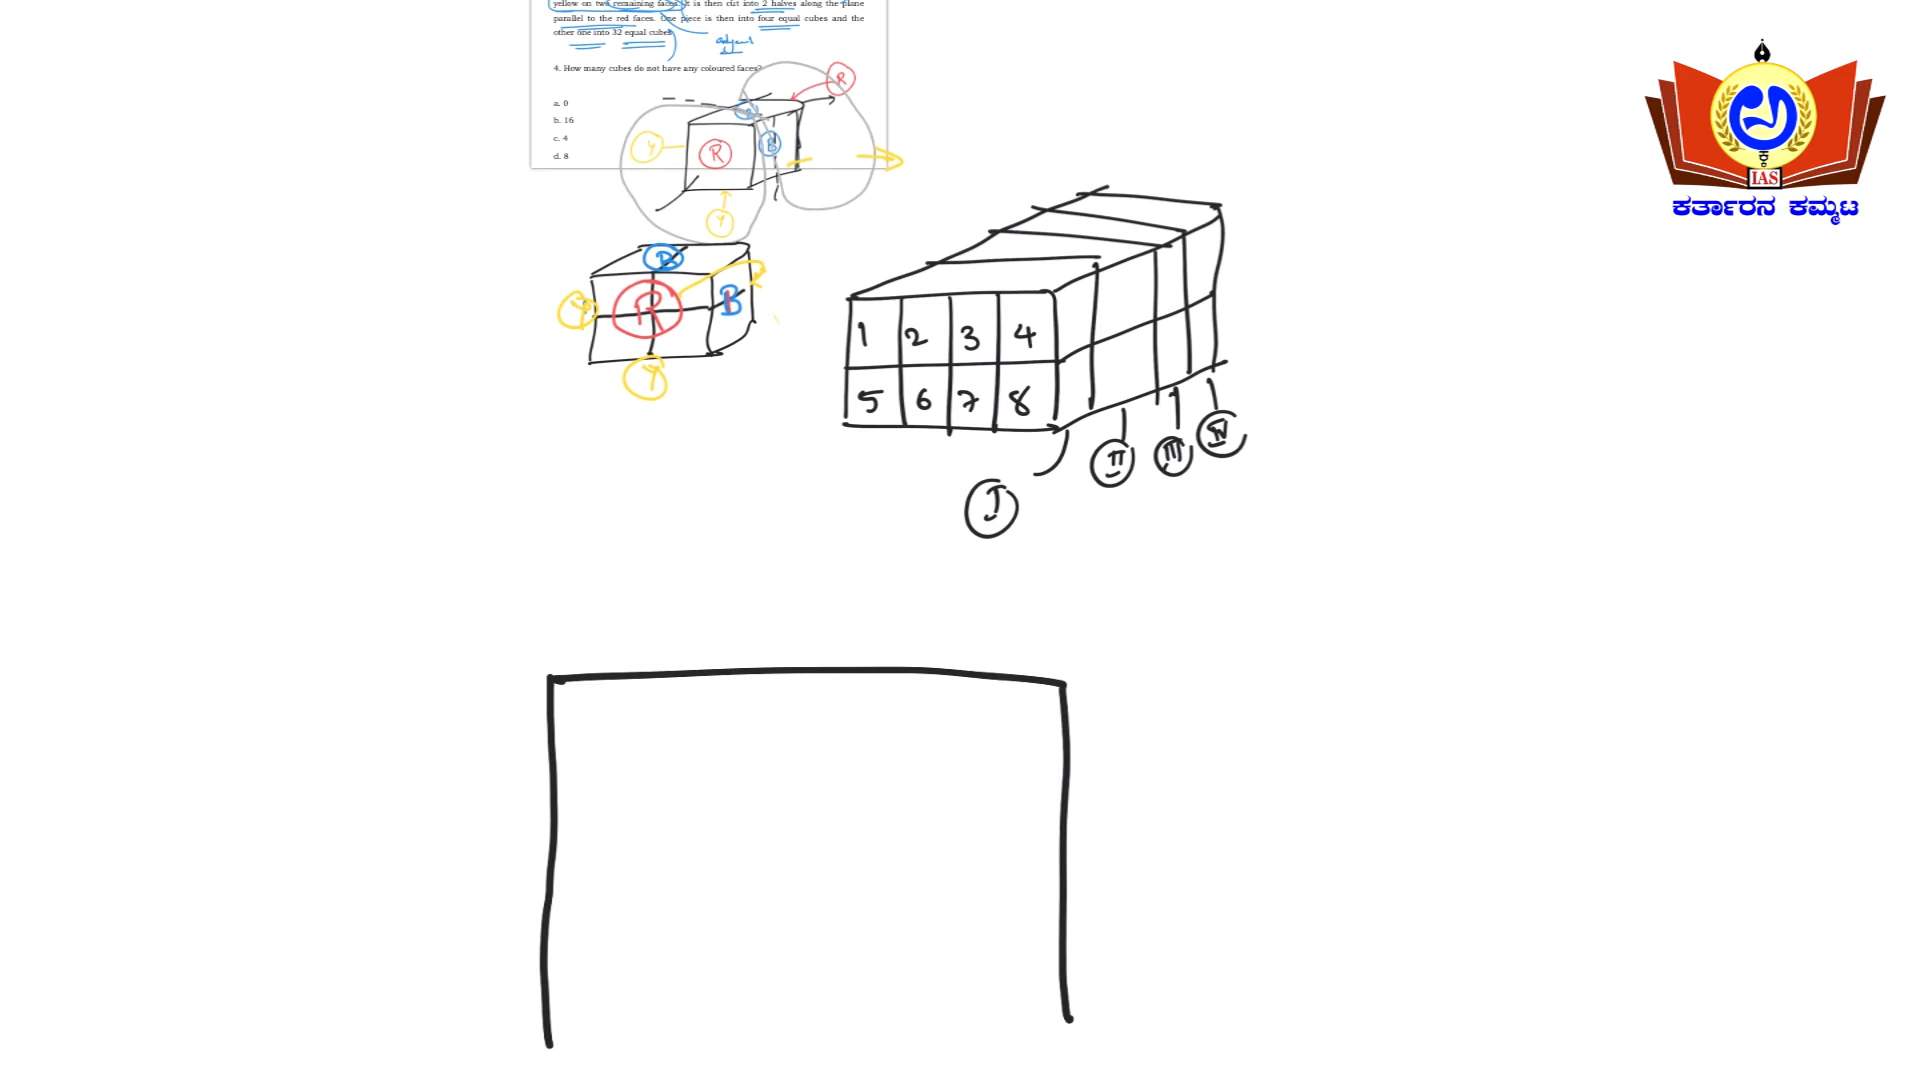 yellow on two remaining faces. It is then cut into 2 halves along the plane
parallel to the red faces. One piece is then into four equal cubes and the
other one into 32 equal cubes
4. How many cubes do not have any coloured faces?
a. 0
b. 16
c. 4
d. 8
R
Y
R
B
Y
B
Y
R
B
Y
1 2 3 4
5 6 7 8
I
II
III
IV
IAS
ಕರ್ತಾರನ ಕಮ್ಮಟ